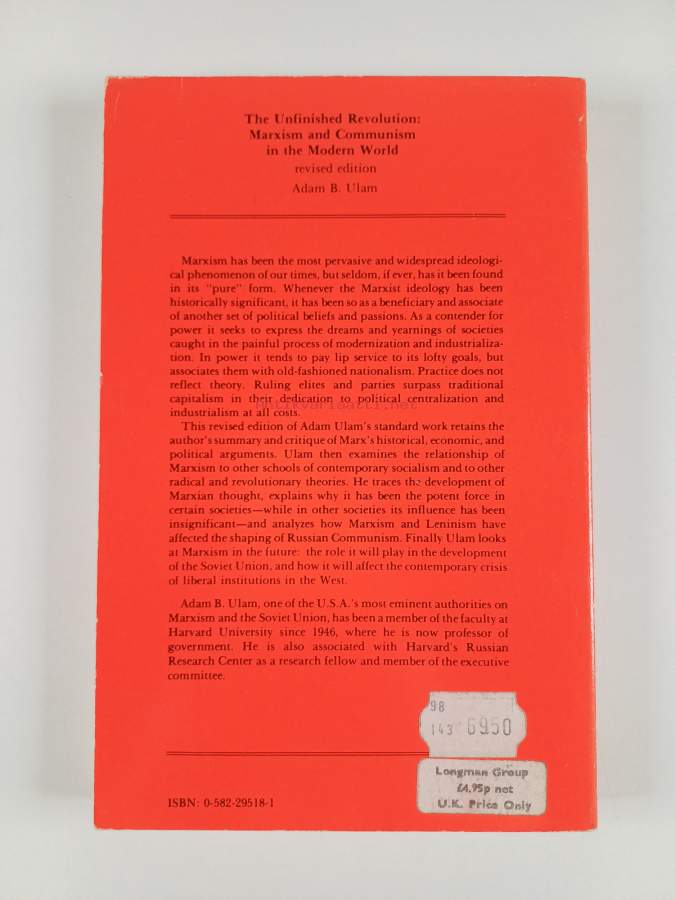 The Unfinished Revolution:
Marxism and Communism
in the Modern World
revised edition
Adam B. Ulam
Marxism has been the most pervasive and widespread ideologi-
cal phenomenon of our times, but seldom, if ever, has it been found
in its "pure" form. Whenever the Marxist ideology has been
historically significant, it has been so as a beneficiary and associate
of another set of political beliefs and passions. As a contender for
power it seeks to express the dreams and yearnings of societies
caught in the painful process of modernization and industrializa-
tion. In power it tends to pay lip service to its lofty goals, but
associates them with old-fashioned nationalism. Practice does not
reflect theory. Ruling elites and parties surpass traditional
capitalism in their dedication to political centralization and
antikvariaatti.net
industrialism at all costs.
This revised edition of Adam Ulam's standard work retains the
author's summary and critique of Marx's historical, economic, and
political arguments. Ulam then examines the relationship of
Marxism to other schools of contemporary socialism and to other
radical and revolutionary theories. He traces the development of
Marxian thought, explains why it has been the potent force in
certain societies—while in other societies its influence has been
insignificant—and analyzes how Marxism and Leninism have
affected the shaping of Russian Communism. Finally Ulam looks
at Marxism in the future: the role it will play in the development
of the Soviet Union, and how it will affect the contemporary crisis
of liberal institutions in the West.
Adam B. Ulam, one of the U.S.A.'s most eminent authorities on
Marxism and the Soviet Union, has been a member of the faculty at
Harvard University since 1946, where he is now professor of
government. He is also associated with Harvard's Russian
Research Center as a research fellow and member of the executive
committee.
98
143 6950
Longman Group
£4.95p net
U.K. Price Only
ISBN: 0-582-29518-1